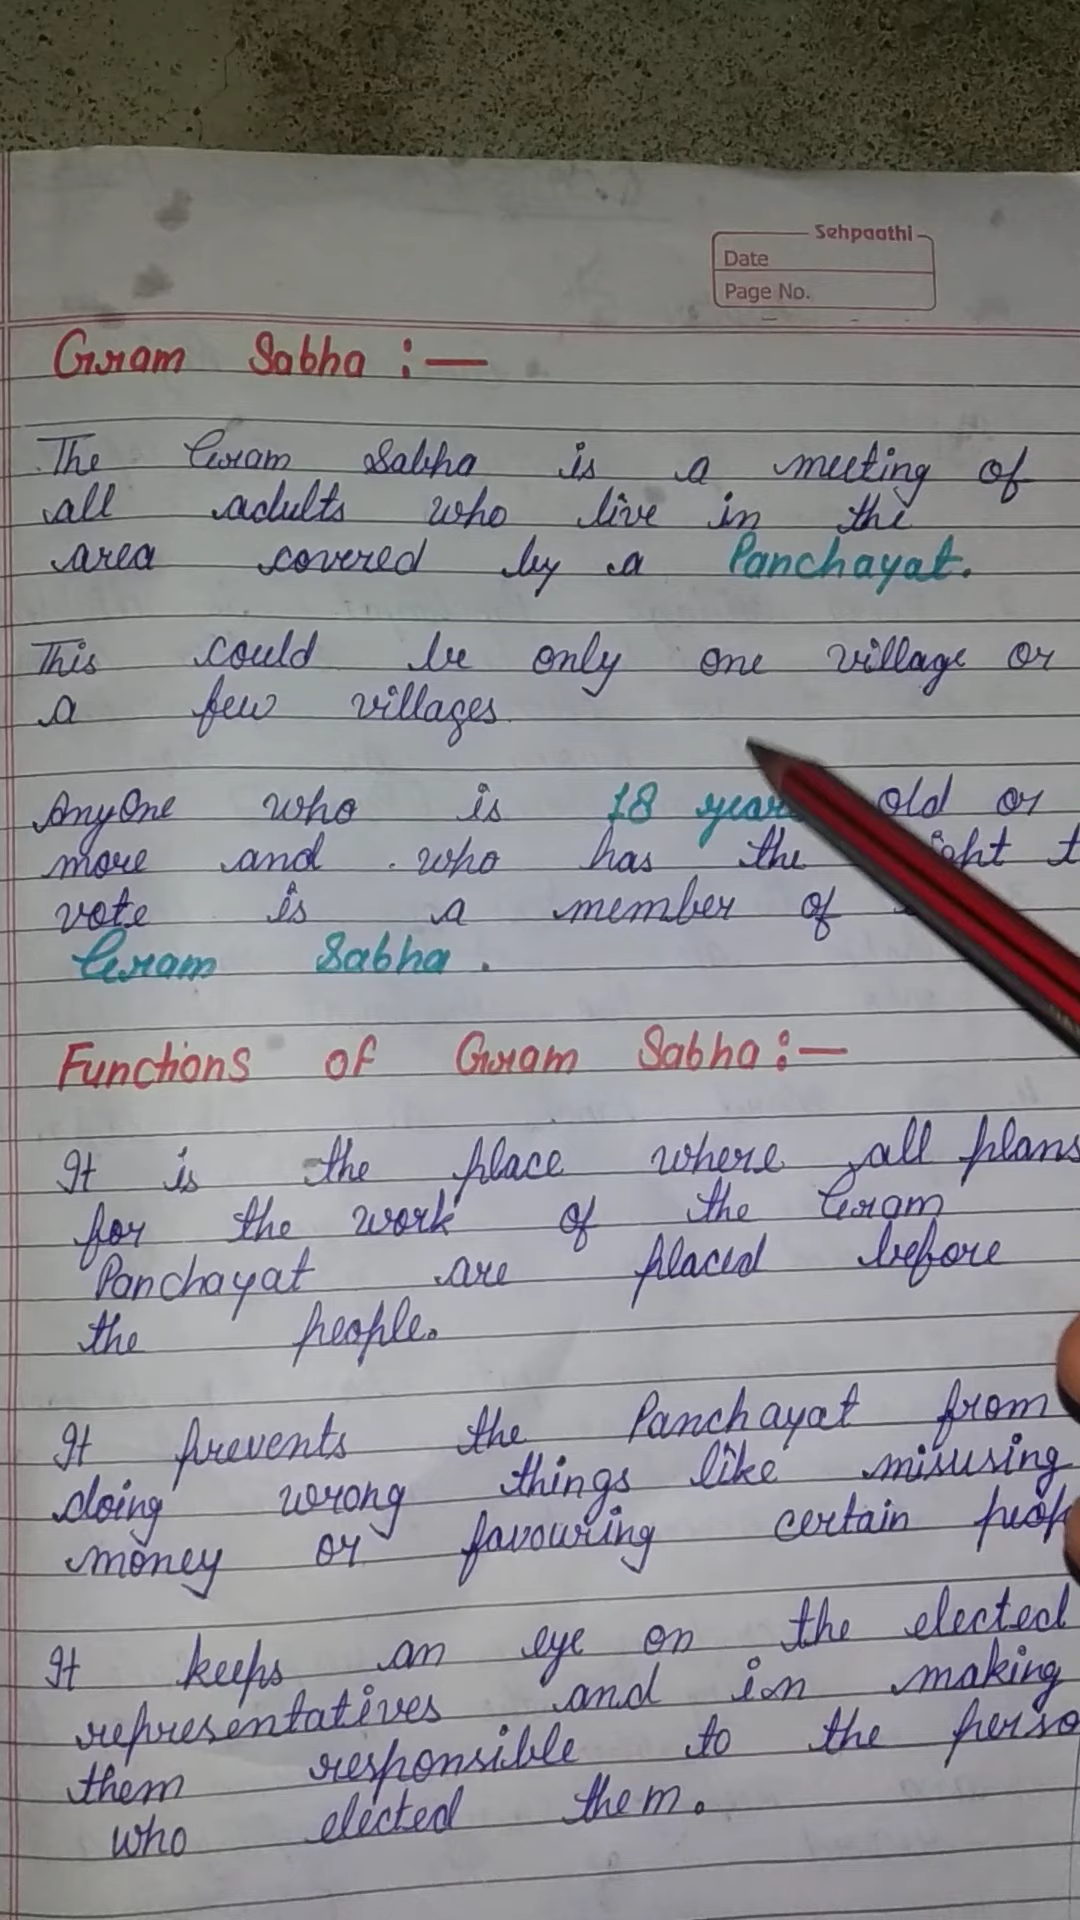 Sehpaathi
Date
Page No.
Gram Sabha :—
The Gram Sabha is a meeting of
all adults who live in the
area covered by a Panchayat.
This could be only one village or
a few villages
AnyOne who is 18 year old or
more and who has the
vote is a member of
Gram Sabha.
Functions of Gram Sabha :—
It is the place where all plans
for the work of the Gram
Panchayat are placed before
the people.
It prevents the Panchayat from
doing wrong things like misusing
money or favouring certain
It keeps an eye on the elected
representatives and in making
them responsible to the
who elected them.